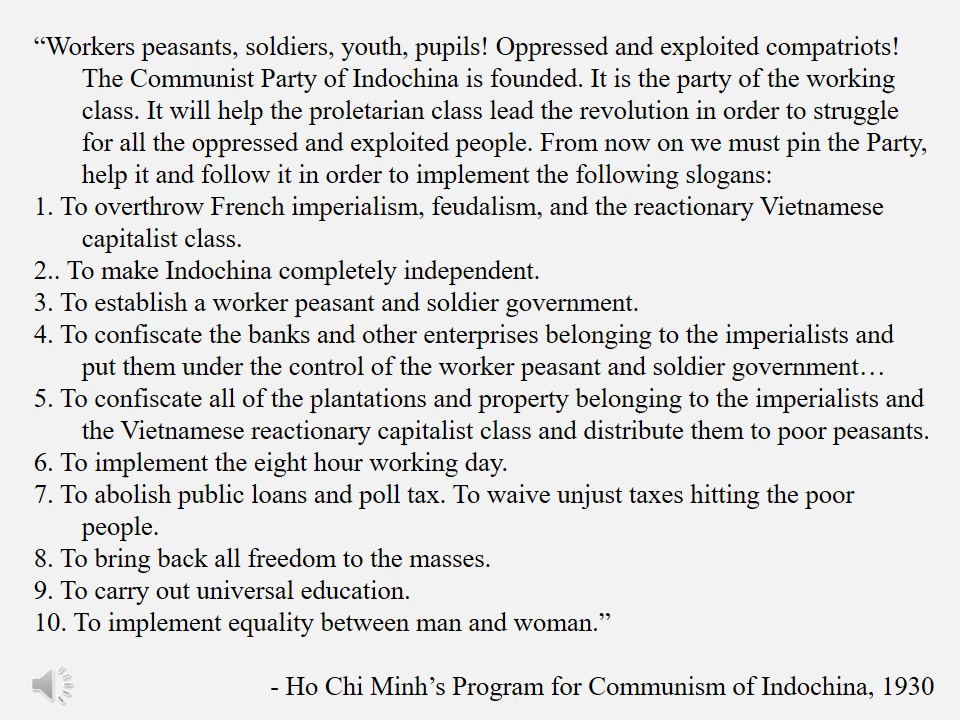 “Workers peasants, soldiers, youth, pupils! Oppressed and exploited compatriots!
The Communist Party of Indochina is founded. It is the party of the working
class. It will help the proletarian class lead the revolution in order to struggle
for all the oppressed and exploited people. From now on we must pin the Party,
help it and follow it in order to implement the following slogans:
1. To overthrow French imperialism, feudalism, and the reactionary Vietnamese
capitalist class.
2.. To make Indochina completely independent.
3. To establish a worker peasant and soldier government.
4. To confiscate the banks and other enterprises belonging to the imperialists and
put them under the control of the worker peasant and soldier government…
5. To confiscate all of the plantations and property belonging to the imperialists and
the Vietnamese reactionary capitalist class and distribute them to poor peasants.
6. To implement the eight hour working day.
7. To abolish public loans and poll tax. To waive unjust taxes hitting the poor
people.
8. To bring back all freedom to the masses.
9. To carry out universal education.
10. To implement equality between man and woman.”
- Ho Chi Minh’s Program for Communism of Indochina, 1930